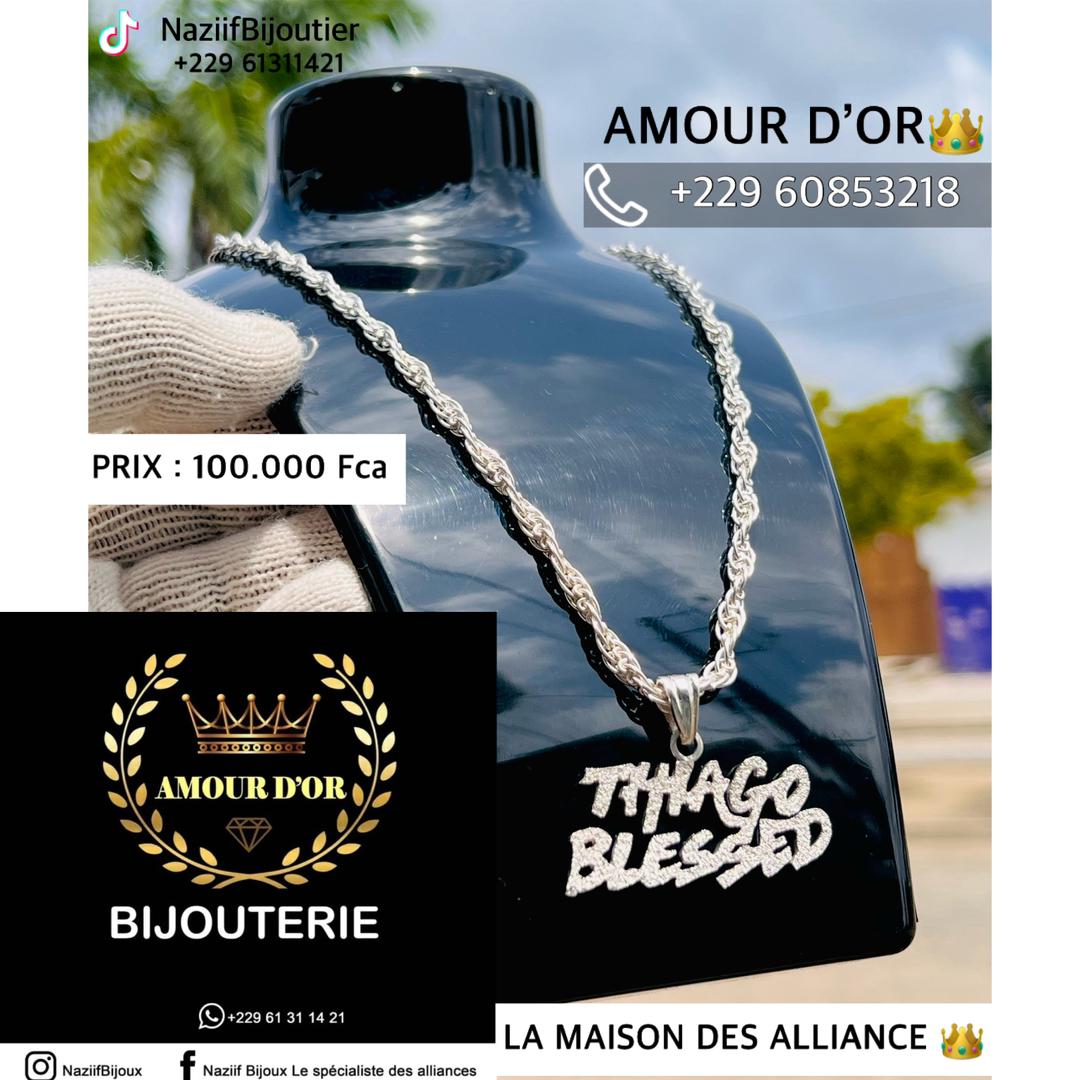 NaziifBijoutier
+229 61311421
AMOUR D’OR
+229 60853218
PRIX : 100.000 Fca
THIAGO
BLESSED
AMOUR D’OR
BIJOUTERIE
+229 61 31 14 21
LA MAISON DES ALLIANCE
NaziifBijoux
Naziif Bijoux Le spécialiste des alliances